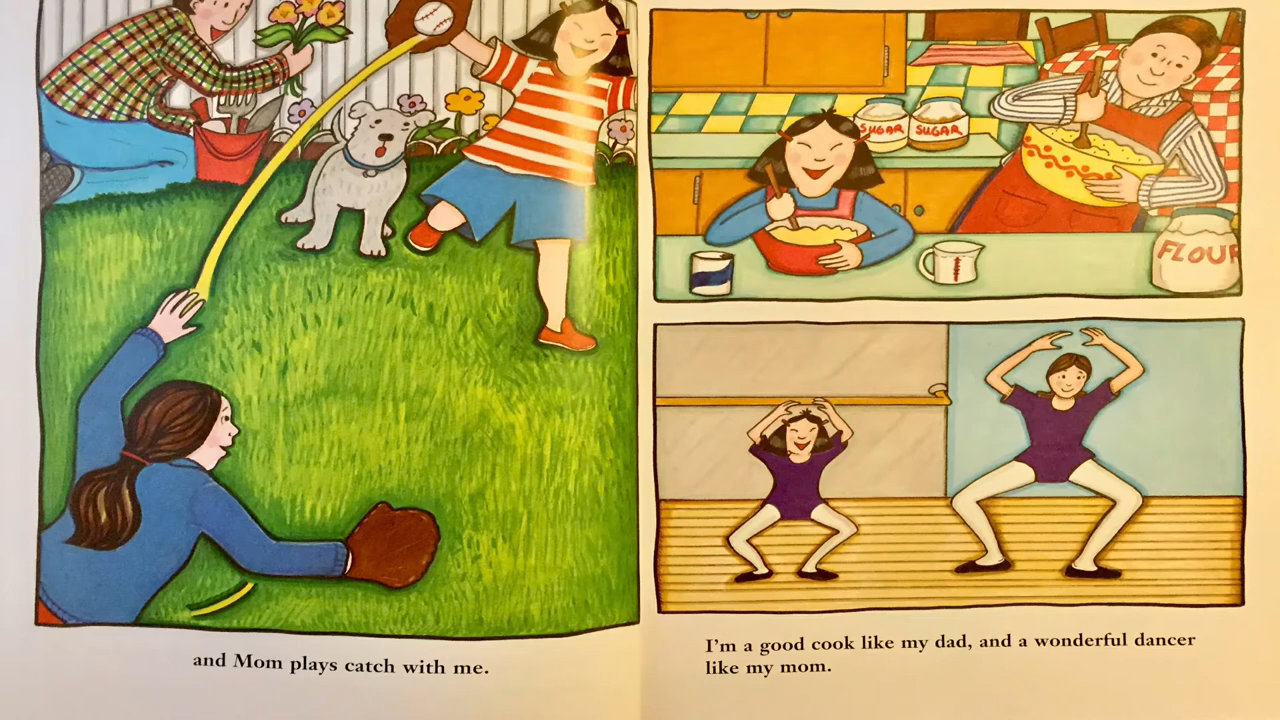 and Mom plays catch with me.
SUGAR
SUGAR
FLOUR
I'm a good cook like my dad, and a wonderful dancer
like my mom.